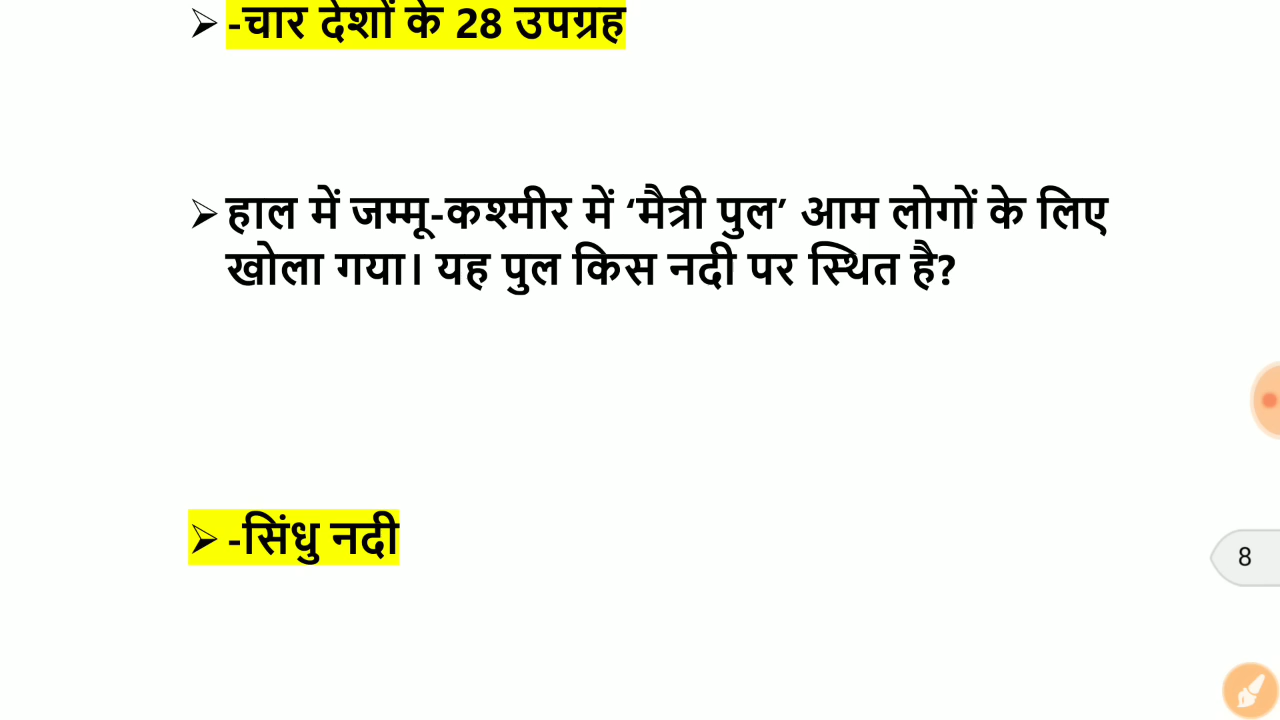 ➢ -चार देशों के 28 उपग्रह
➢ हाल में जम्मू-कश्मीर में ‘मैत्री पुल’ आम लोगों के लिए
खोला गया। यह पुल किस नदी पर स्थित है?
➢ -सिंधु नदी
8